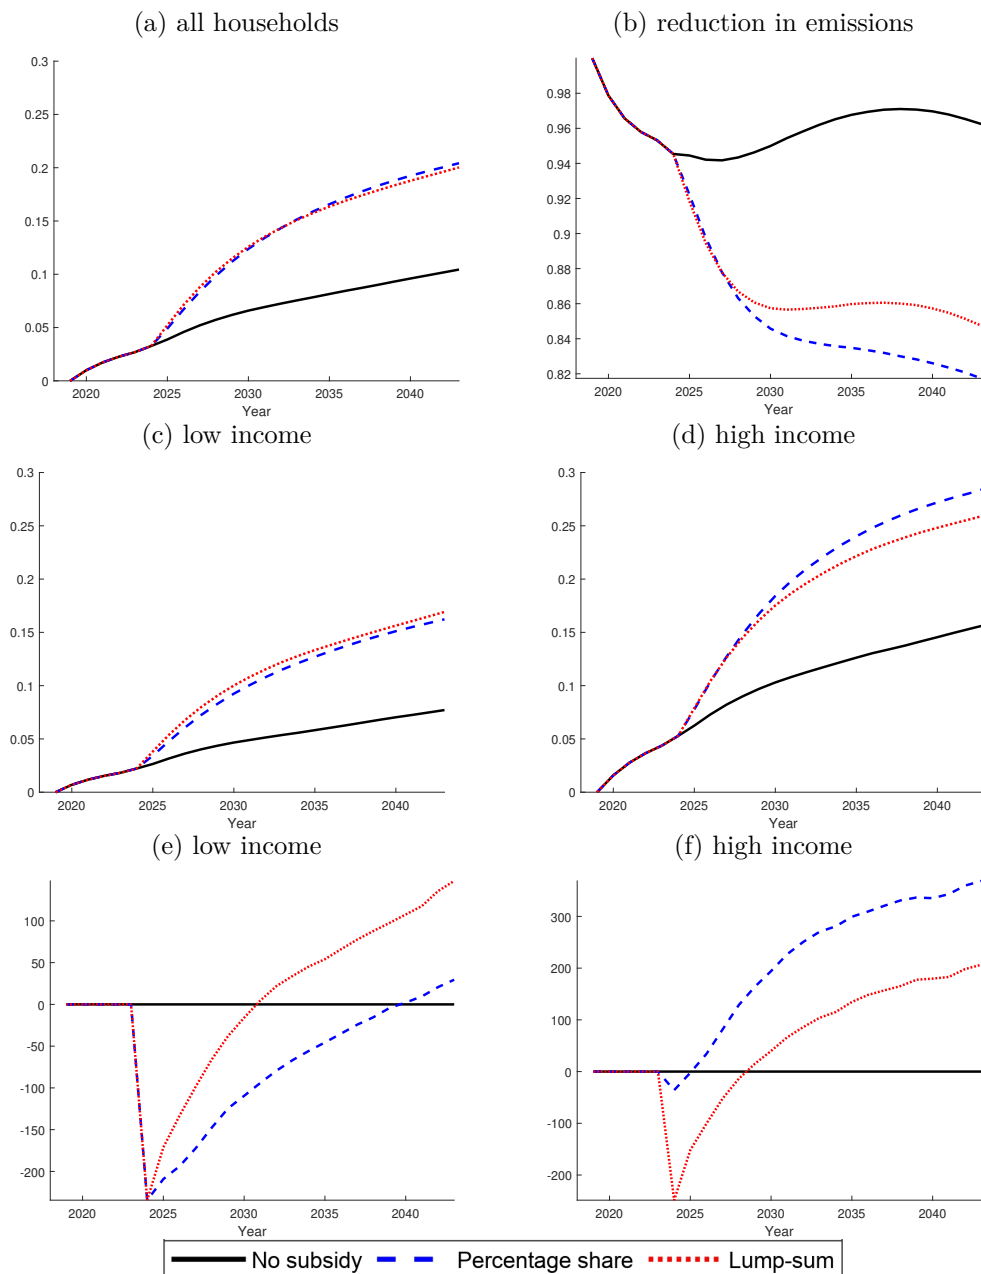 (a) all households
0.3
0.25
0.2
0.15
0.1
0.05
0
2020 2025 2030 2035 2040
Year
(b) reduction in emissions
0.98
0.96
0.94
0.92
0.9
0.88
0.86
0.84
0.82
2020 2025 2030 2035 2040
Year
(c) low income
0.3
0.25
0.2
0.15
0.1
0.05
0
2020 2025 2030 2035 2040
Year
(d) high income
0.3
0.25
0.2
0.15
0.1
0.05
0
2020 2025 2030 2035 2040
Year
(e) low income
100
50
0
-50
-100
-150
-200
2020 2025 2030 2035 2040
Year
(f) high income
300
200
100
0
-100
-200
2020 2025 2030 2035 2040
Year
No subsidy Percentage share Lump-sum